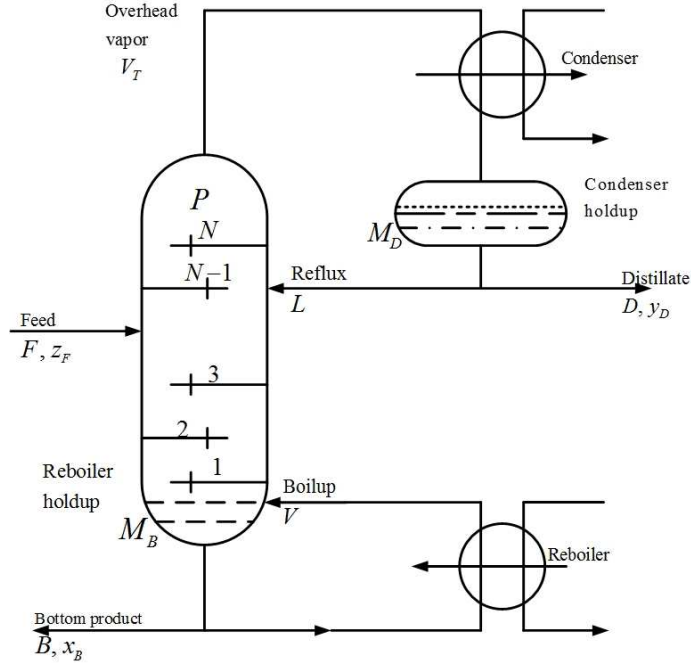 Overhead
vapor
V_T
Condenser
P
Condenser
holdup
M_D
N
N−1
Reflux
L
Distillate
D, y_D
Feed
F, z_F
3
2
1
Reboiler
holdup
Boilup
V
M_B
Reboiler
Bottom product
B, x_B